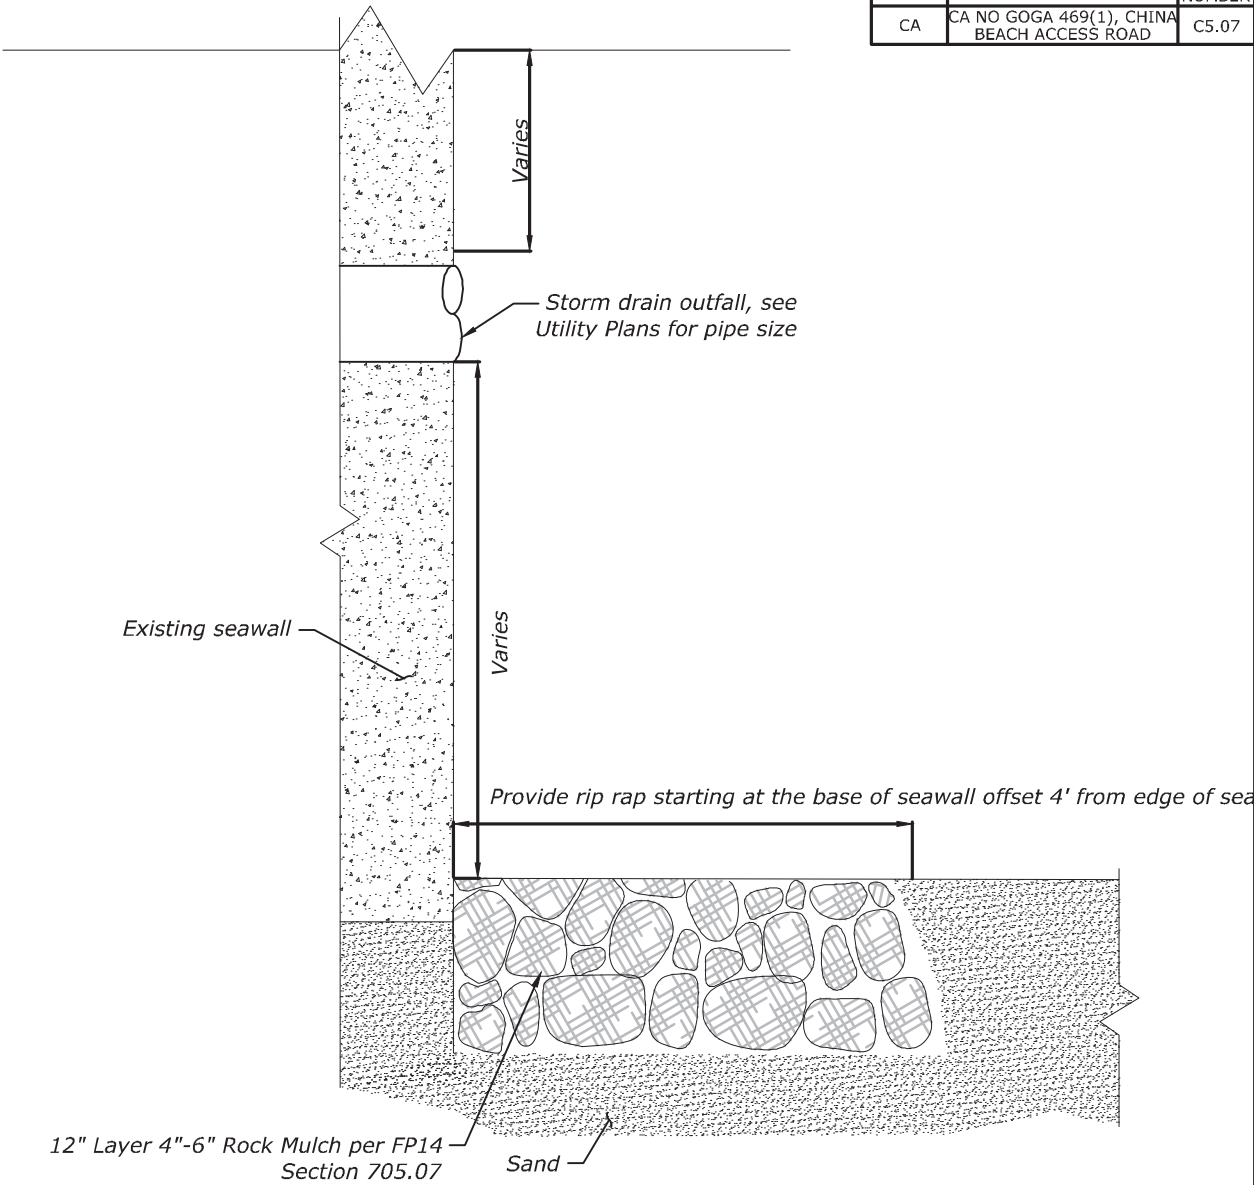 CA
CA NO GOGA 469(1), CHINA
BEACH ACCESS ROAD
C5.07
Varies
Storm drain outfall, see
Utility Plans for pipe size
Existing seawall
Varies
Provide rip rap starting at the base of seawall offset 4' from edge of
12" Layer 4"-6" Rock Mulch per FP14
Section 705.07
Sand